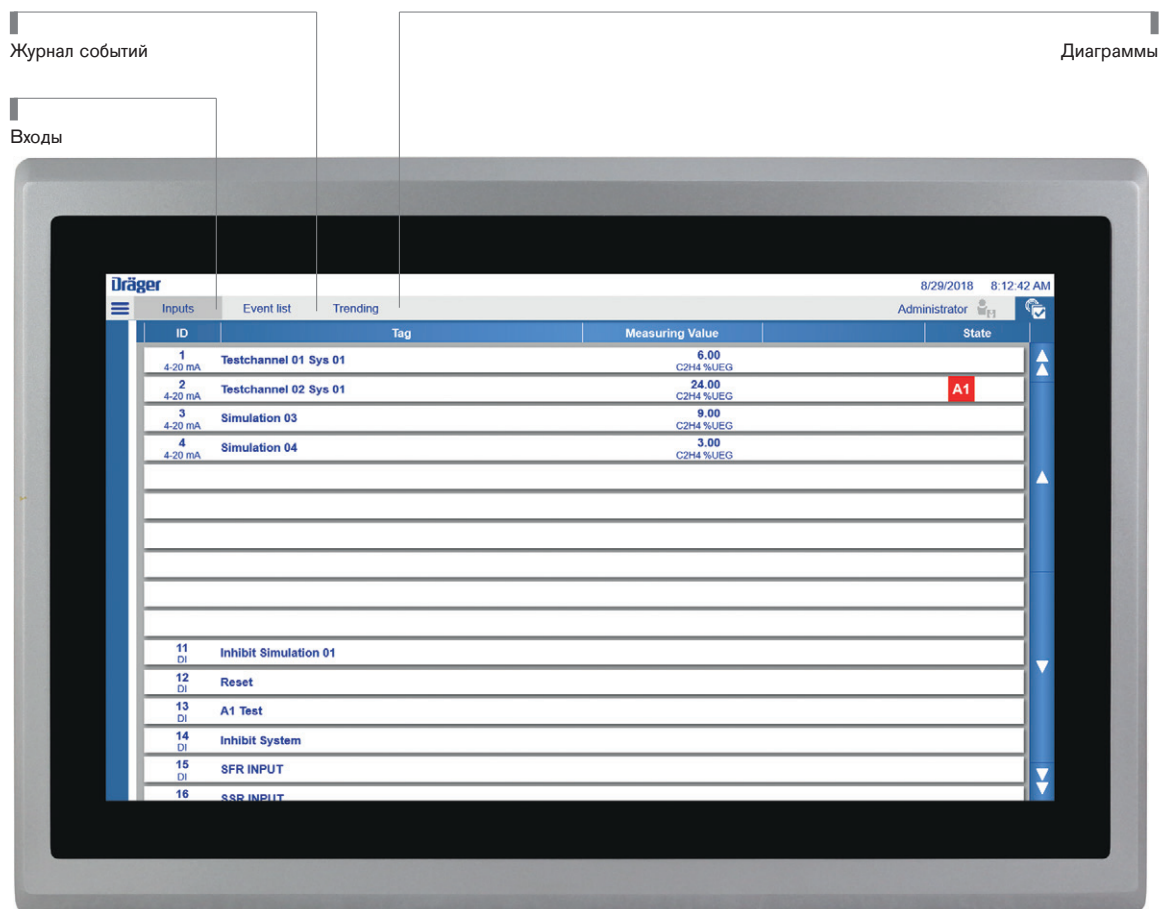 Журнал событий
Диаграммы
Входы
Dräger
8/29/2018 8:12:42 AM
Inputs Event list Trending Administrator
ID Tag Measuring Value State
1
4-20 mA
Testchannel 01 Sys 01
6.00
C2H4 %UEG
2
4-20 mA
Testchannel 02 Sys 01
24.00
C2H4 %UEG
A1
3
4-20 mA
Simulation 03
9.00
C2H4 %UEG
4
4-20 mA
Simulation 04
3.00
C2H4 %UEG
11
DI
Inhibit Simulation 01
12
DI
Reset
13
DI
A1 Test
14
DI
Inhibit System
15
DI
SFR INPUT
16
SSR INPUT